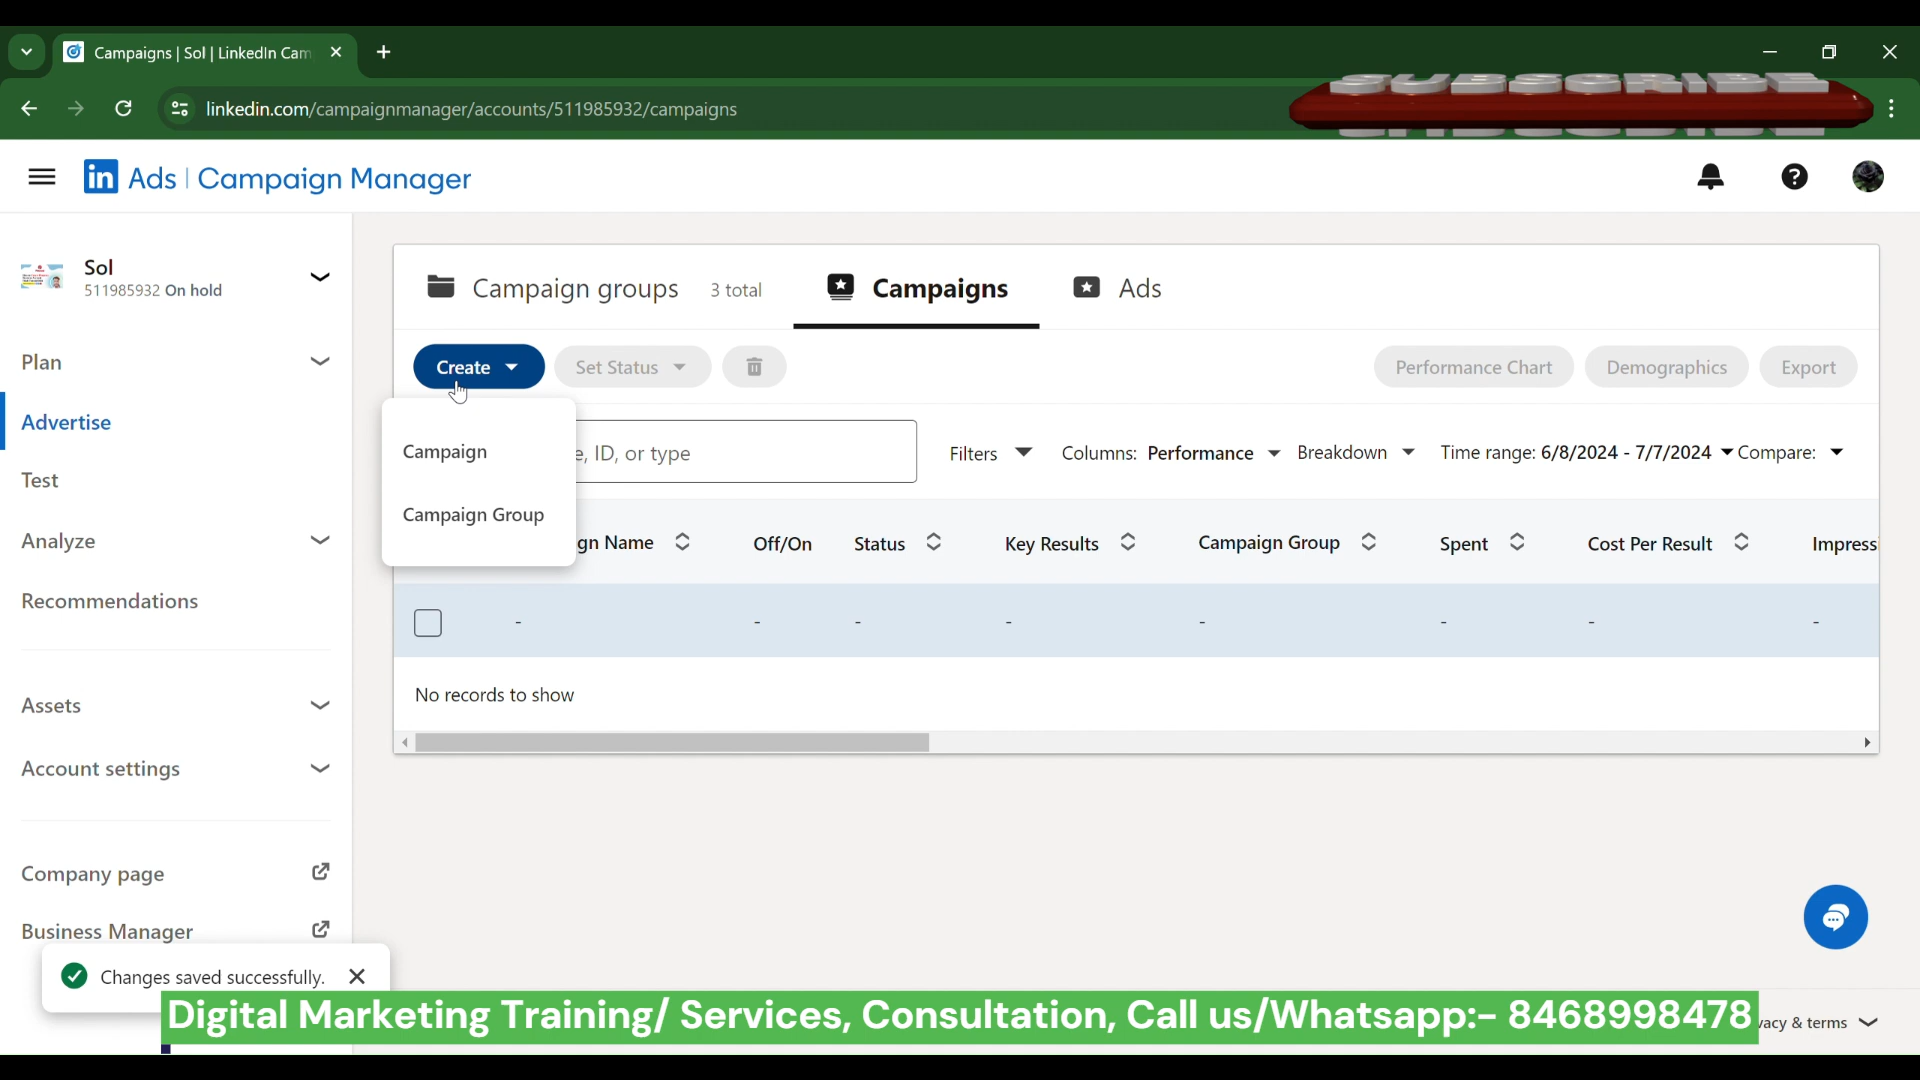 Campaigns | Sol | LinkedIn Cam
linkedin.com/campaignmanager/accounts/511985932/campaigns
SUBSCRIBE
in Ads | Campaign Manager
Sol
511985932 On hold
Plan
Advertise
Test
Analyze
Recommendations
Assets
Account settings
Company page
Business Manager
Changes saved successfully.
Campaign groups 3 total Campaigns Ads
Create Set Status Performance Chart Demographics Export
Campaign
Campaign Group
e, ID, or type Filters Columns: Performance Breakdown Time range: 6/8/2024 - 7/7/2024 Compare:
gn Name Off/On Status Key Results Campaign Group Spent Cost Per Result Impressi
- - - - - - - -
No records to show
Digital Marketing Training/ Services, Consultation, Call us/Whatsapp:- 8468998478
vacy & terms